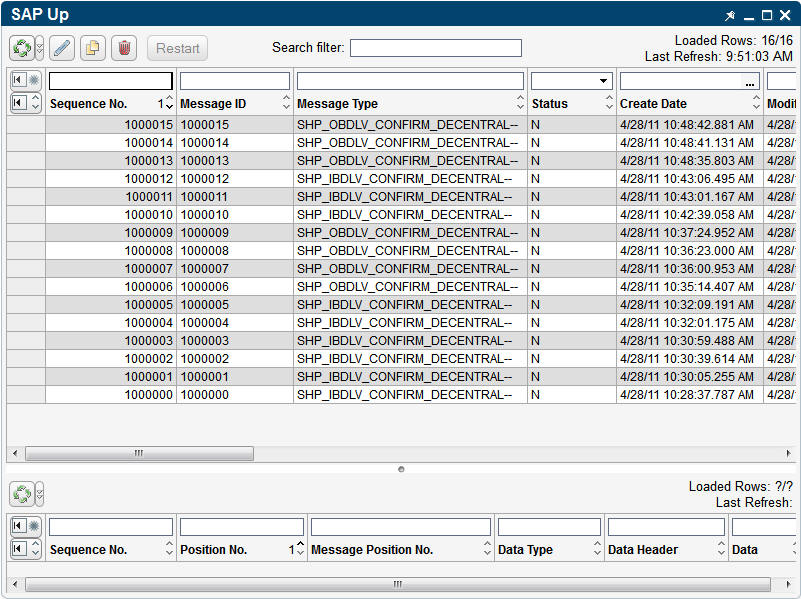 SAP Up
Restart
Search filter:
Loaded Rows: 16/16
Last Refresh: 9:51:03 AM
...
Sequence No. 1 Message ID Message Type Status Create Date Modif
1000015 1000015 SHP_OBDLV_CONFIRM_DECENTRAL-- N 4/28/11 10:48:42.881 AM 4/28/
1000014 1000014 SHP_OBDLV_CONFIRM_DECENTRAL-- N 4/28/11 10:48:41.131 AM 4/28/
1000013 1000013 SHP_OBDLV_CONFIRM_DECENTRAL-- N 4/28/11 10:48:35.803 AM 4/28/
1000012 1000012 SHP_IBDLV_CONFIRM_DECENTRAL-- N 4/28/11 10:43:06.495 AM 4/28/
1000011 1000011 SHP_IBDLV_CONFIRM_DECENTRAL-- N 4/28/11 10:43:01.167 AM 4/28/
1000010 1000010 SHP_IBDLV_CONFIRM_DECENTRAL-- N 4/28/11 10:42:39.058 AM 4/28/
1000009 1000009 SHP_OBDLV_CONFIRM_DECENTRAL-- N 4/28/11 10:37:24.952 AM 4/28/
1000008 1000008 SHP_OBDLV_CONFIRM_DECENTRAL-- N 4/28/11 10:36:23.000 AM 4/28/
1000007 1000007 SHP_OBDLV_CONFIRM_DECENTRAL-- N 4/28/11 10:36:00.953 AM 4/28/
1000006 1000006 SHP_OBDLV_CONFIRM_DECENTRAL-- N 4/28/11 10:35:14.407 AM 4/28/
1000005 1000005 SHP_IBDLV_CONFIRM_DECENTRAL-- N 4/28/11 10:32:09.191 AM 4/28/
1000004 1000004 SHP_IBDLV_CONFIRM_DECENTRAL-- N 4/28/11 10:32:01.175 AM 4/28/
1000003 1000003 SHP_IBDLV_CONFIRM_DECENTRAL-- N 4/28/11 10:30:59.488 AM 4/28/
1000002 1000002 SHP_IBDLV_CONFIRM_DECENTRAL-- N 4/28/11 10:30:39.614 AM 4/28/
1000001 1000001 SHP_IBDLV_CONFIRM_DECENTRAL-- N 4/28/11 10:30:05.255 AM 4/28/
1000000 1000000 SHP_IBDLV_CONFIRM_DECENTRAL-- N 4/28/11 10:28:37.787 AM 4/28/
Loaded Rows: ?/?
Last Refresh:
Sequence No. Position No. 1 Message Position No. Data Type Data Header Data